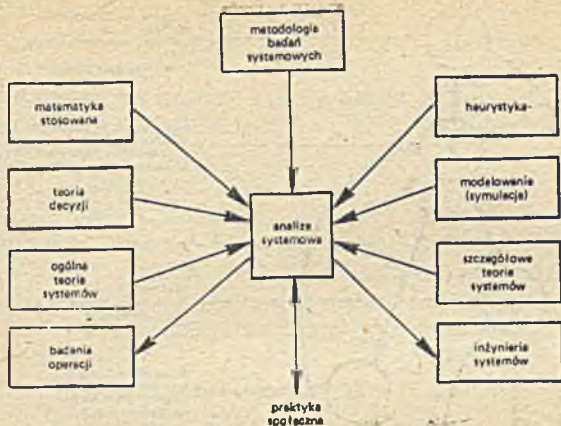 metodologia
badań
systemowych
matematyka
stosowana
heurystyka
teoria
decyzji
modelowanie
(symulacja)
analiza
systemowa
ogólna
teoria
systemów
szczegółowe
teorie
systemów
badania
operacji
inżynieria
systemów
praktyka
społeczna